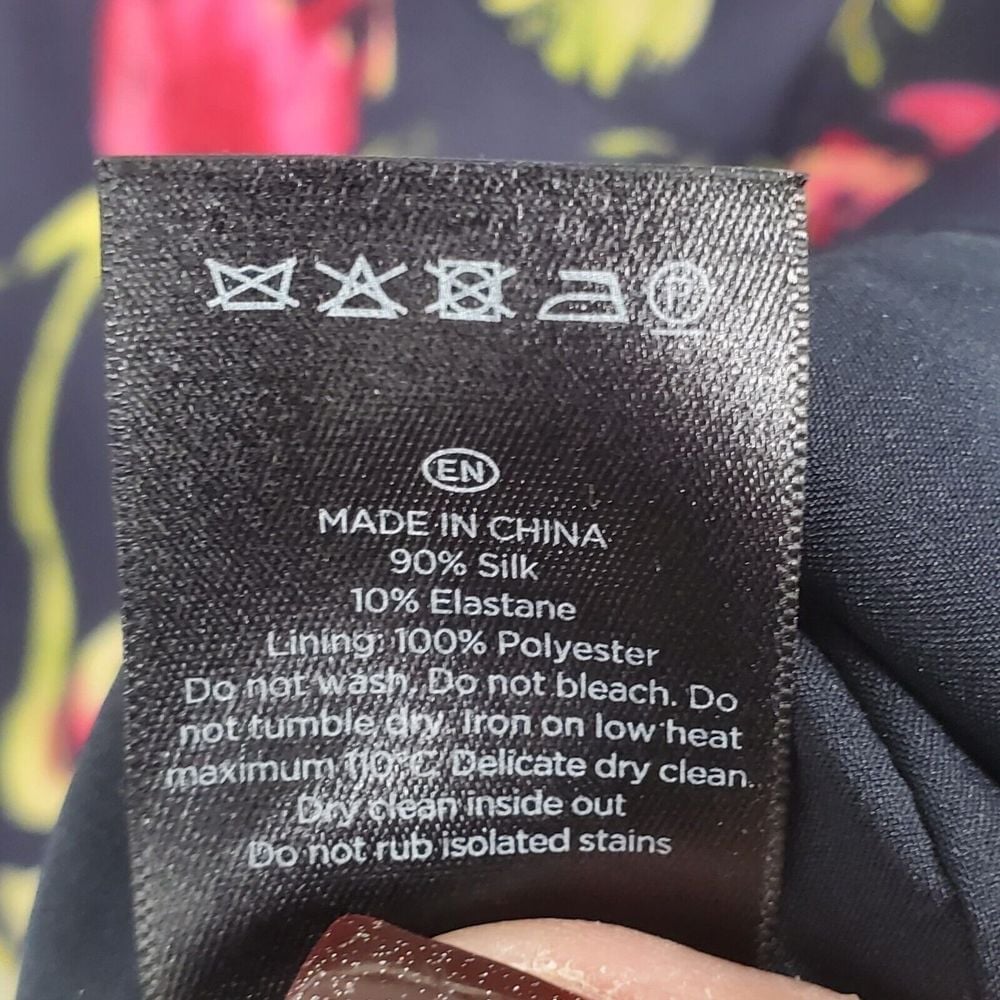 P
EN
MADE IN CHINA
90% Silk
10% Elastane
Lining: 100% Polyester
Do not wash. Do not bleach. Do
not tumble dry. Iron on low heat
maximum 110°C Delicate dry clean.
Dry clean inside out
Do not rub isolated stains